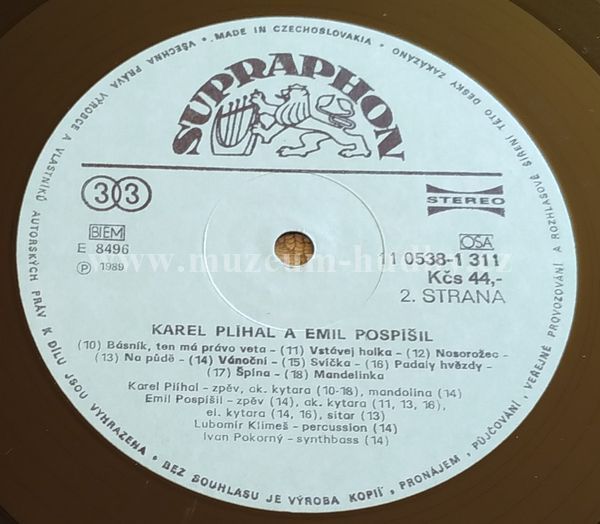 MADE IN CZECHOSLOVAKIA • VŠECHNA PRÁVA VÝROBCE A VLASTNÍKŮ AUTORSKÝCH PRÁV K DÍLU JSOU VYHRAZENA • BEZ SOUHLASU JE VÝROBA KOPIÍ, PRONÁJEM, PŮJČOVÁNÍ, VEŘEJNÉ PROVOZOVÁNÍ A ROZHLASOVÉ ŠÍŘENÍ TÉTO DESKY ZAKÁZÁNO •
SUPRAPHON
33
STEREO
BIEM
OSA
E 8496
11 0538-1 311
Ⓟ 1989
www.muzeum-hudby.cz
Kčs 44,-
2. STRANA
KAREL PLÍHAL A EMIL POSPÍŠIL
(10) Básník, ten má právo veta - (11) Vstávej holka - (12) Nosorožec -
(13) Na půdě - (14) Vánoční - (15) Svíčka - (16) Padaly hvězdy -
(17) Špína - (18) Mandelinka
Karel Plíhal - zpěv, ak. kytara (10-18), mandolína (14)
Emil Pospíšil - zpěv (14), ak. kytara (11, 13, 16),
el. kytara (14, 16), sitar (13)
Lubomír Klimeš - percussion (14)
Ivan Pokorný - synthbass (14)